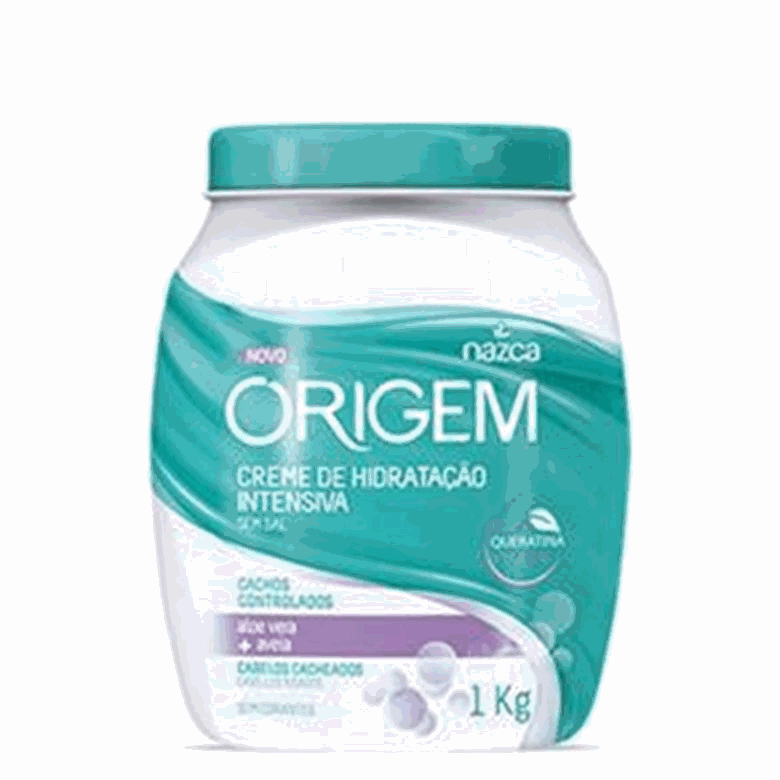 NOVO
nazca
ORIGEM
CREME DE HIDRATAÇÃO
INTENSIVA
SEM SAL
QUERATINA
CACHOS
CONTROLADOS
aloe vera
+ aveia
CABELOS CACHEADOS
1 Kg